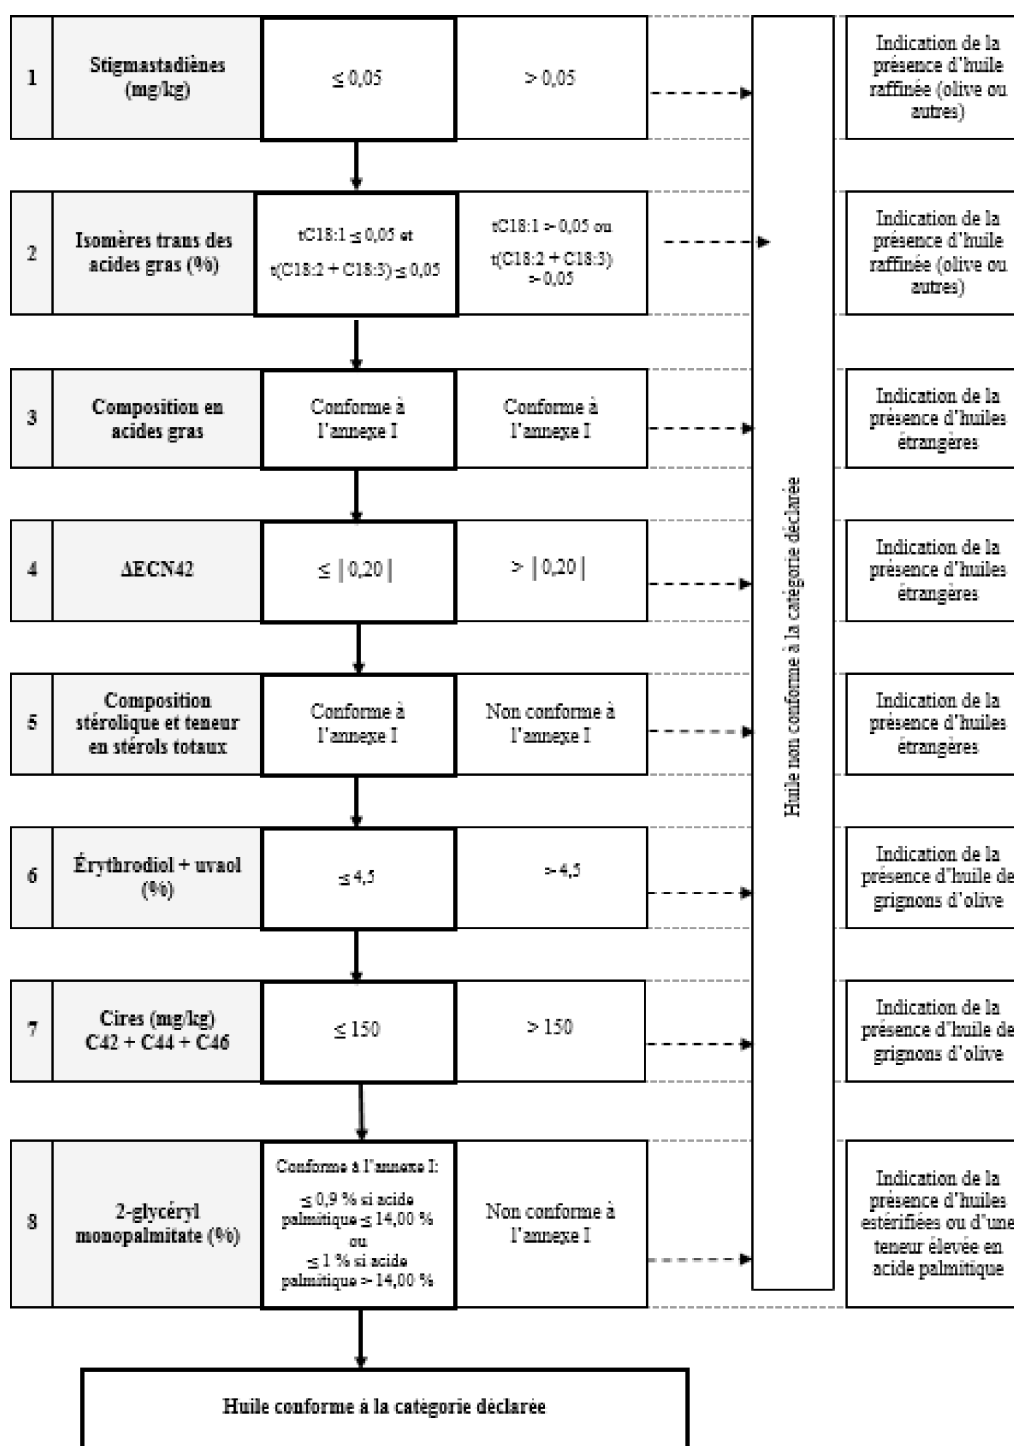 1
Stigmastadiènes
(mg/kg)
≤ 0,05
> 0,05
Indication de la
présence d’huile
raffinée (olive ou
autres)
2
Isomères trans des
acides gras (%)
tC18:1 ≤ 0,05 et
t(C18:2 + C18:3) ≤ 0,05
tC18:1 > 0,05 ou
t(C18:2 + C18:3)
> 0,05
Indication de la
présence d’huile
raffinée (olive ou
autres)
3
Composition en
acides gras
Conforme à
l’annexe I
Conforme à
l’annexe I
Indication de la
présence d’huiles
étrangères
4
ΔECN42
≤ | 0,20 |
> | 0,20 |
Indication de la
présence d’huiles
étrangères
5
Composition
stérolique et teneur
en stérols totaux
Conforme à
l’annexe I
Non conforme à
l’annexe I
Indication de la
présence d’huiles
étrangères
6
Érythrodiol + uvaol
(%)
≤ 4,5
> 4,5
Indication de la
présence d’huile de
grignons d’olive
7
Cires (mg/kg)
C42 + C44 + C46
≤ 150
> 150
Indication de la
présence d’huile de
grignons d’olive
8
2-glycéryl
monopalmitate (%)
Conforme à l’annexe I:
≤ 0,9 % si acide
palmitique ≤ 14,00 %
ou
≤ 1 % si acide
palmitique > 14,00 %
Non conforme à
l’annexe I
Indication de la
présence d’huiles
estérifiées ou d’une
teneur élevée en
acide palmitique
Huile non conforme à la catégorie déclarée
Huile conforme à la catégorie déclarée